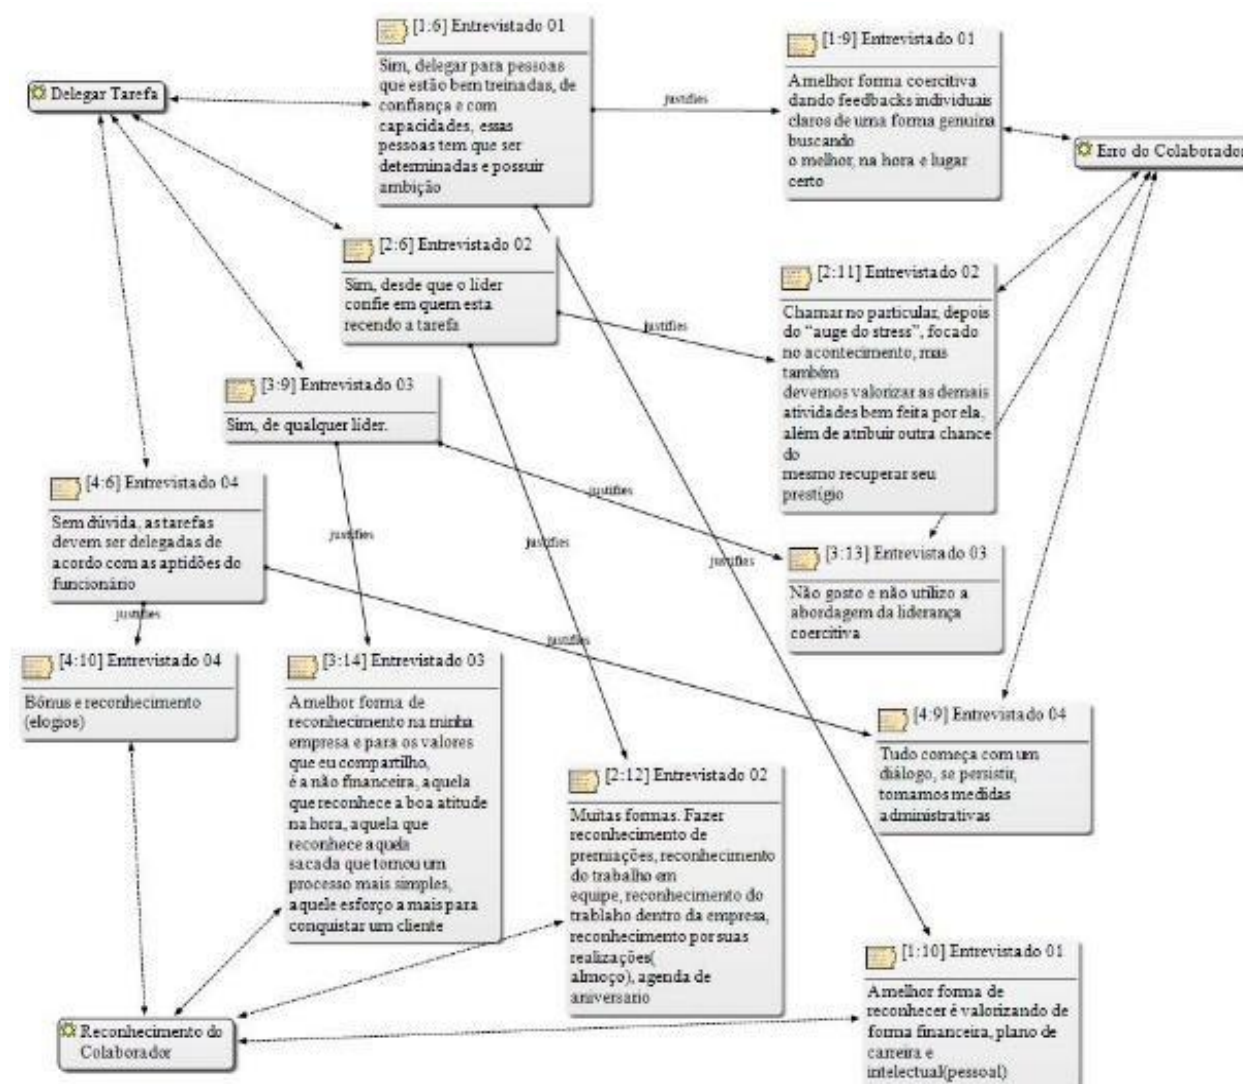 [1:6] Entrevistado 01
Sim, delegar para pessoas
que estão bem treinadas, de
confiança e com
capacidades, essas
pessoas tem que ser
determinadas e possuir
ambição
[1:9] Entrevistado 01
A melhor forma coercitiva
dando feedbacks individuais
claros de uma forma genuina
buscando
o melhor, na hora e lugar
certo
Delegar Tarefa
justifies
Erro do Colaborador
[2:6] Entrevistado 02
Sim, desde que o líder
confie em quem esta
recendo a tarefa
justifies
[2:11] Entrevistado 02
Chamar no particular, depois
do “auge do stress”, focado
no acontecimento, mas
também
devemos valorizar as demais
atividades bem feita por ela,
além de atribuir outra chance
do
mesmo recuperar seu
prestígio
[3:9] Entrevistado 03
Sim, de qualquer líder.
justifies
[4:6] Entrevistado 04
Sem dúvida, as tarefas
devem ser delegadas de
acordo com as aptidões do
funcionário
justifies
justifies
justifies
[3:13] Entrevistado 03
Não gosto e não utilizo a
abordagem da liderança
coercitiva
justifies
justifies
[4:10] Entrevistado 04
Bônus e reconhecimento
(elogios)
[3:14] Entrevistado 03
A melhor forma de
reconhecimento na minha
empresa e para os valores
que eu compartilho,
é a não financeira, aquela
que reconhece a boa atitude
na hora, aquela que
reconhece aquela
sacada que tornou um
processo mais simples,
aquele esforço a mais para
conquistar um cliente
[4:9] Entrevistado 04
Tudo começa com um
diálogo, se persistir,
tomamos medidas
administrativas
[2:12] Entrevistado 02
Muitas formas. Fazer
reconhecimento de
premiações, reconhecimento
do trabalho em
equipe, reconhecimento do
trablaho dentro da empresa,
reconhecimento por suas
realizações(
almoço), agenda de
aniversário
[1:10] Entrevistado 01
A melhor forma de
reconhecer é valorizando de
forma financeira, plano de
carreira e
intelectual(pessoal)
Reconhecimento do
Colaborador